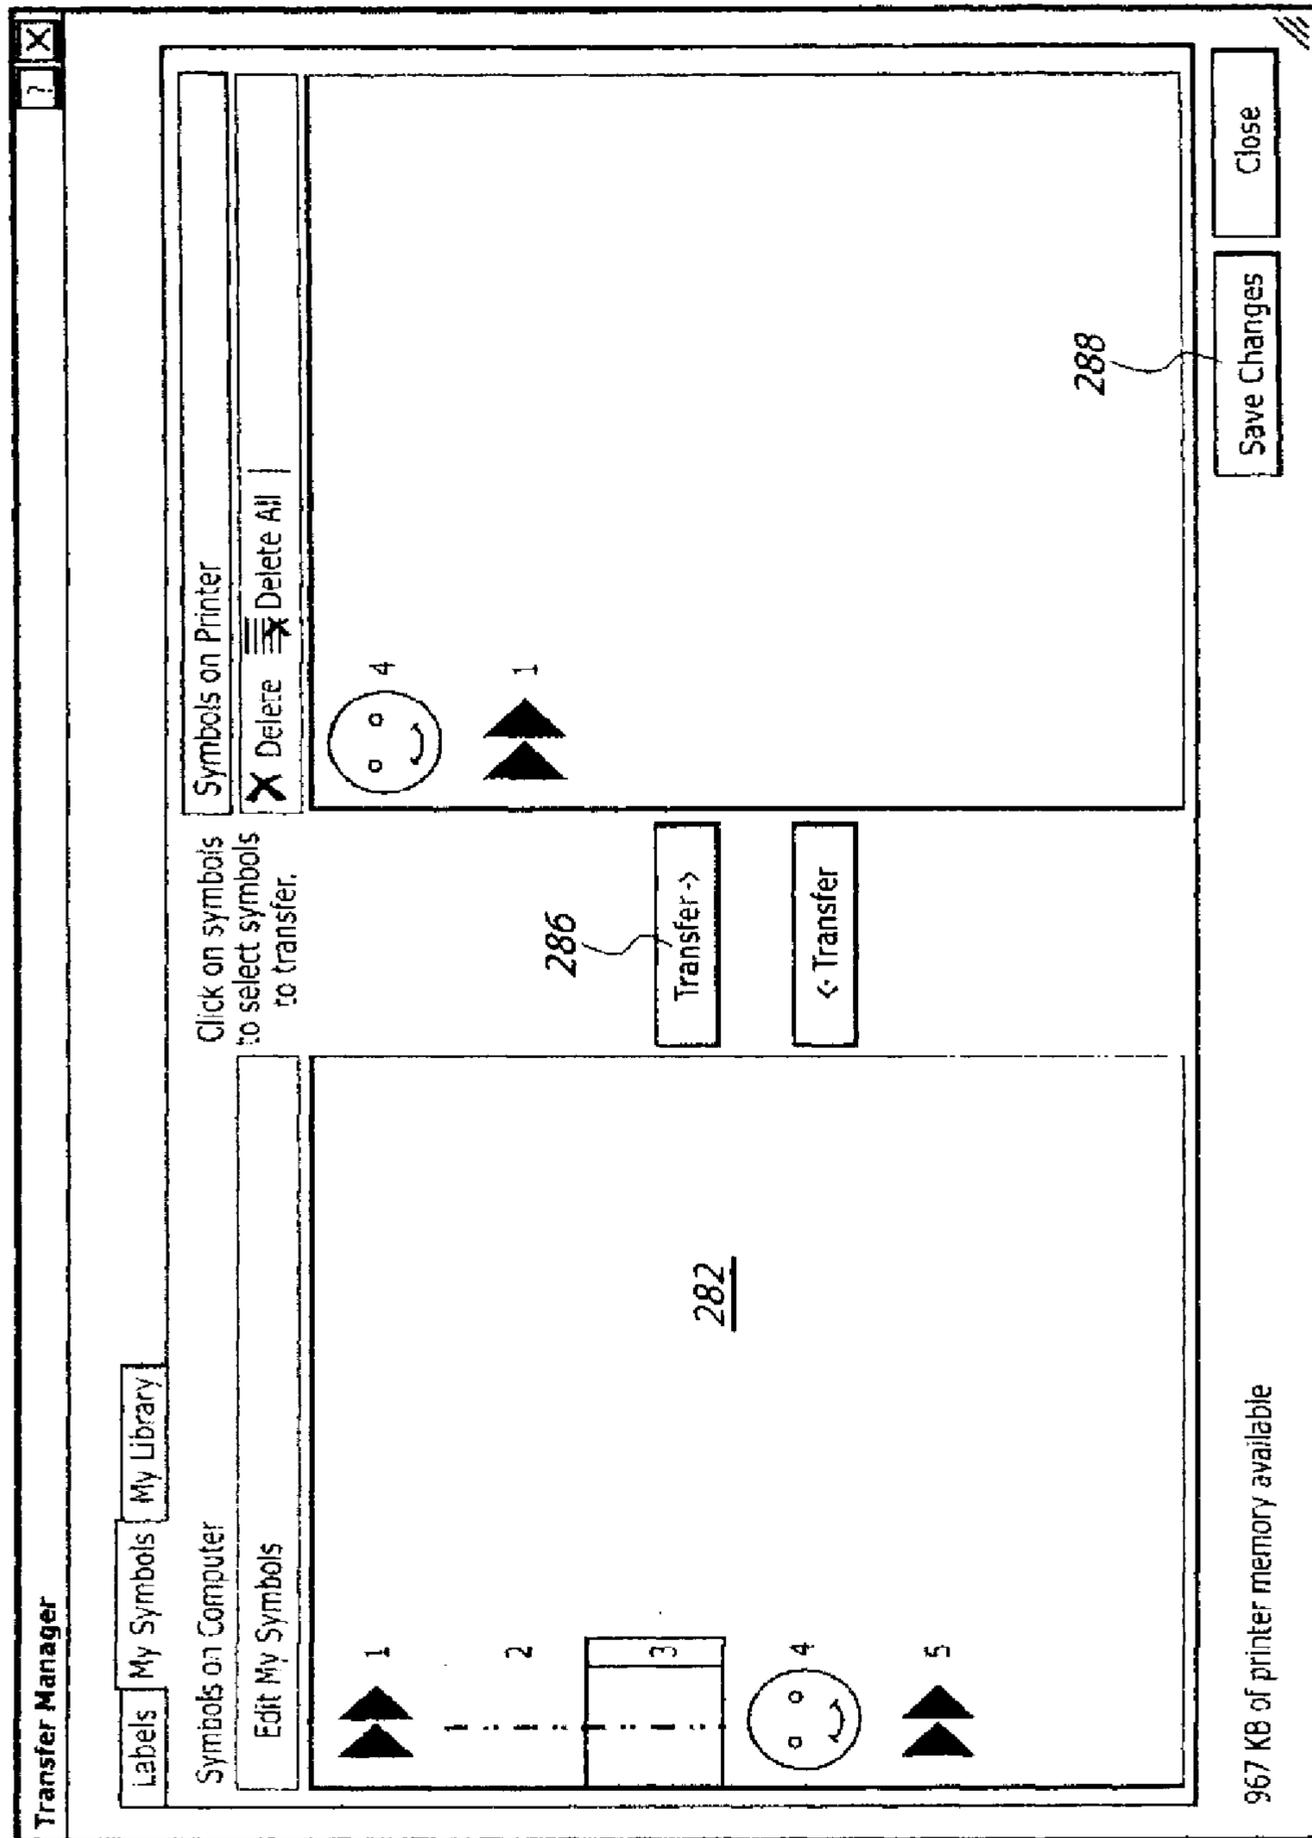 Transfer Manager
? X
Labels
My Symbols
My Library
Symbols on Computer
Edit My Symbols
1
2
3
4
5
282
Click on symbols
to select symbols
to transfer.
286
Transfer ->
<- Transfer
Symbols on Printer
X Delete
Delete All
4
1
288
967 KB of printer memory available
Save Changes
Close